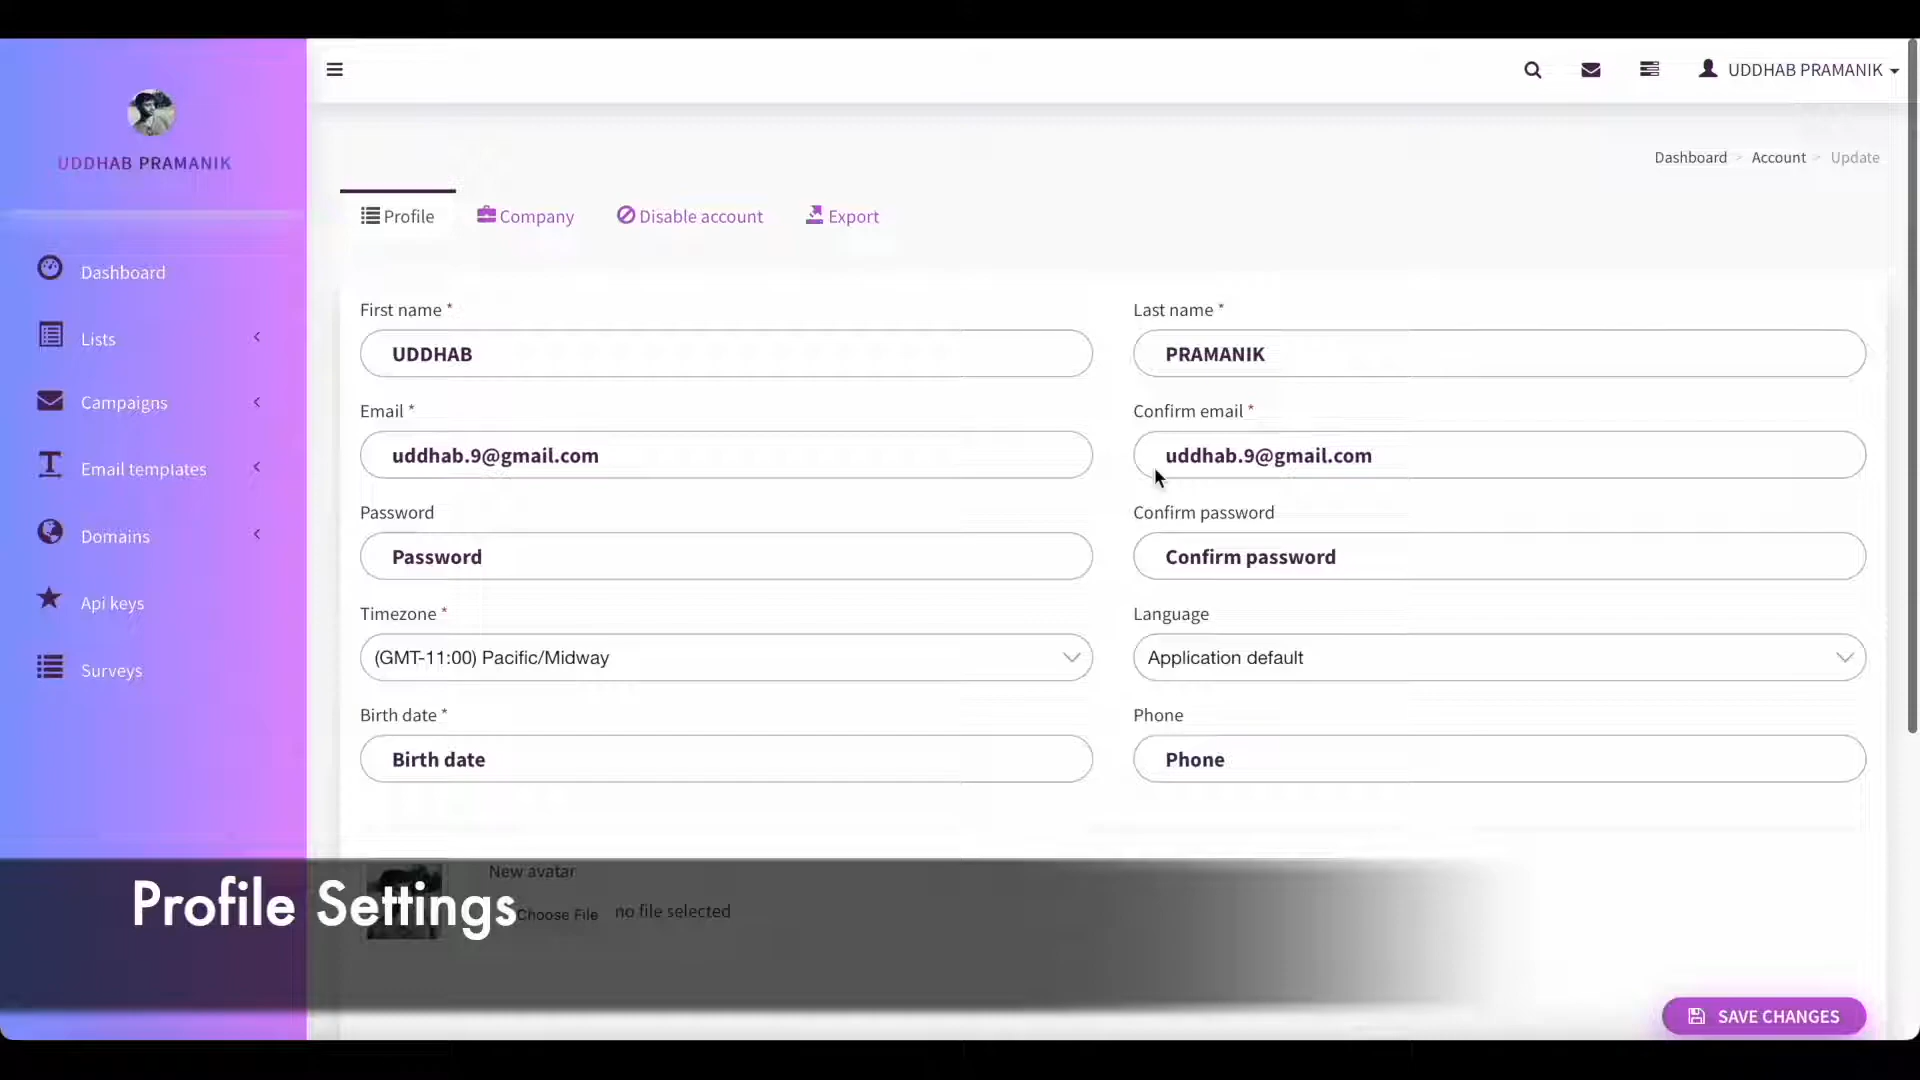 UDDHAB PRAMANIK
UDDHAB PRAMANIK
Dashboard > Account > Update
Profile
Company
Disable account
Export
Dashboard
Lists
Campaigns
Email templates
Domains
Api keys
Surveys
First name *
UDDHAB
Last name *
PRAMANIK
Email *
uddhab.9@gmail.com
Confirm email *
uddhab.9@gmail.com
Password
Password
Confirm password
Confirm password
Timezone *
(GMT-11:00) Pacific/Midway
Language
Application default
Birth date *
Birth date
Phone
Phone
New avatar
Choose File no file selected
Profile Settings
SAVE CHANGES